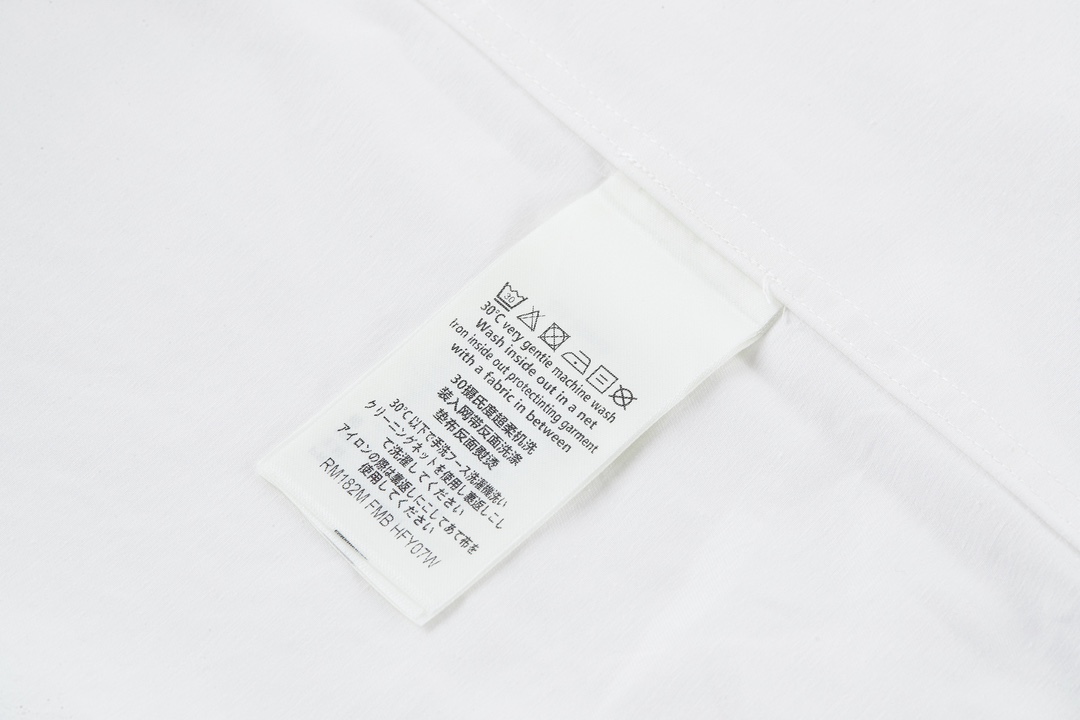 30
30°C very gentle machine wash
Wash inside out in a net
Iron inside out protectinting garment
with a fabric in between
30攝氏度超柔机洗
装入网带反面洗涤
垫布反面熨烫
30℃以下で手洗フース洗濯機洗い
クリーニングネットを使用し裏返しこし
て洗濯してください
アイロンの際は裏返しにこしてあて布を
使用してください
RM182M FMB HFY07W